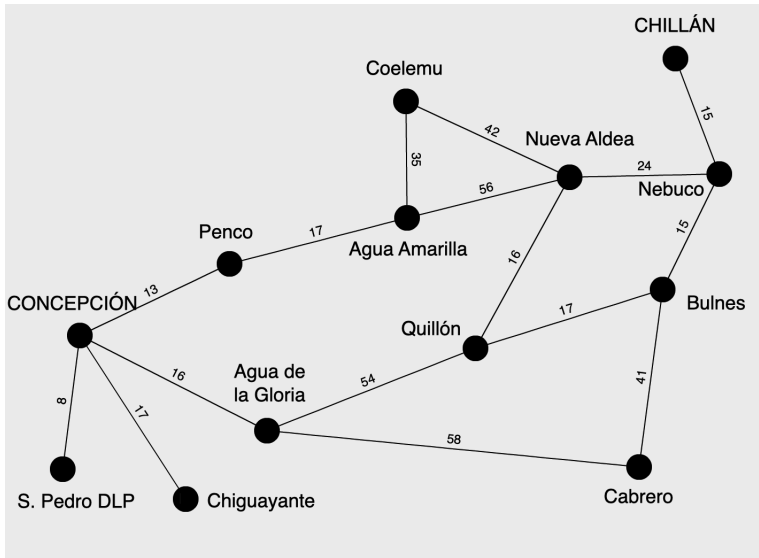 CHILLÁN
Coelemu
15
42
Nueva Aldea
35
24
56
Nebuco
Penco
17
Agua Amarilla
15
16
13
CONCEPCIÓN
17
Bulnes
Quillón
Agua de
la Gloria
16
54
41
8
17
58
S. Pedro DLP
Chiguayante
Cabrero